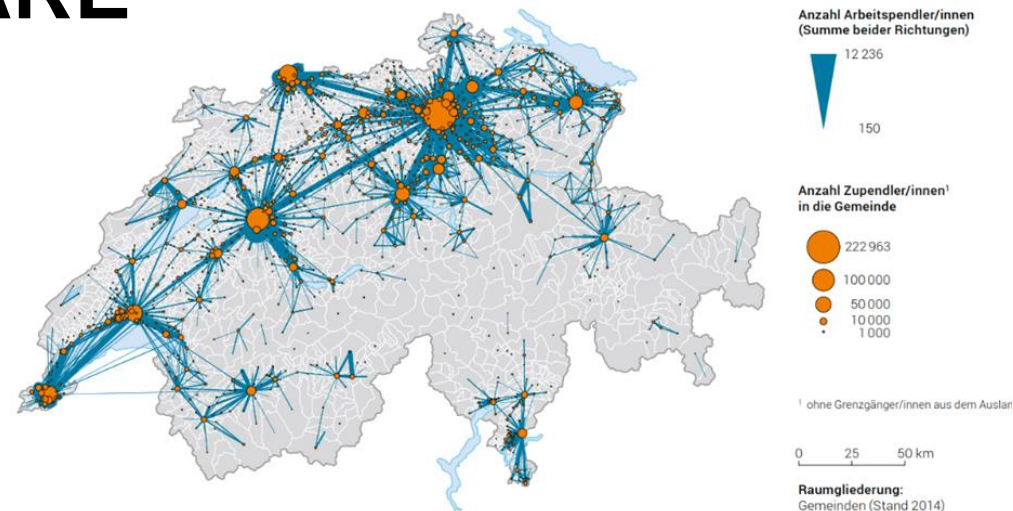 Anzahl Arbeitspendler/innen
(Summe beider Richtungen)
12 236
150
Anzahl Zupendler/innen¹
in die Gemeinde
222 963
100 000
50 000
10 000
1 000
¹ ohne Grenzgänger/innen aus dem Auslan
0 25 50 km
Raumgliederung:
Gemeinden (Stand 2014)